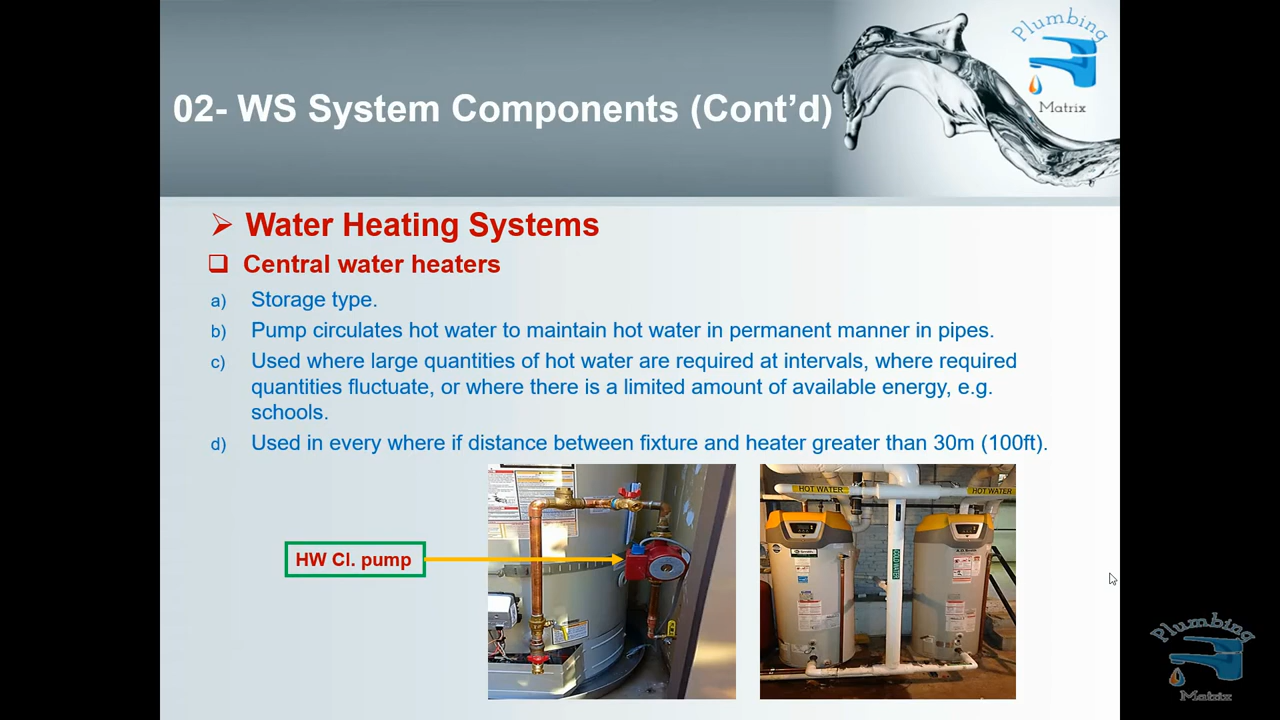 Plumbing
Matrix
02- WS System Components (Cont’d)
➢ Water Heating Systems
❑ Central water heaters
a) Storage type.
b) Pump circulates hot water to maintain hot water in permanent manner in pipes.
c) Used where large quantities of hot water are required at intervals, where required
quantities fluctuate, or where there is a limited amount of available energy, e.g.
schools.
d) Used in every where if distance between fixture and heater greater than 30m (100ft).
HW Cl. pump
HOT WATER
HOT WATER
COLD WATER
Plumbing
Matrix